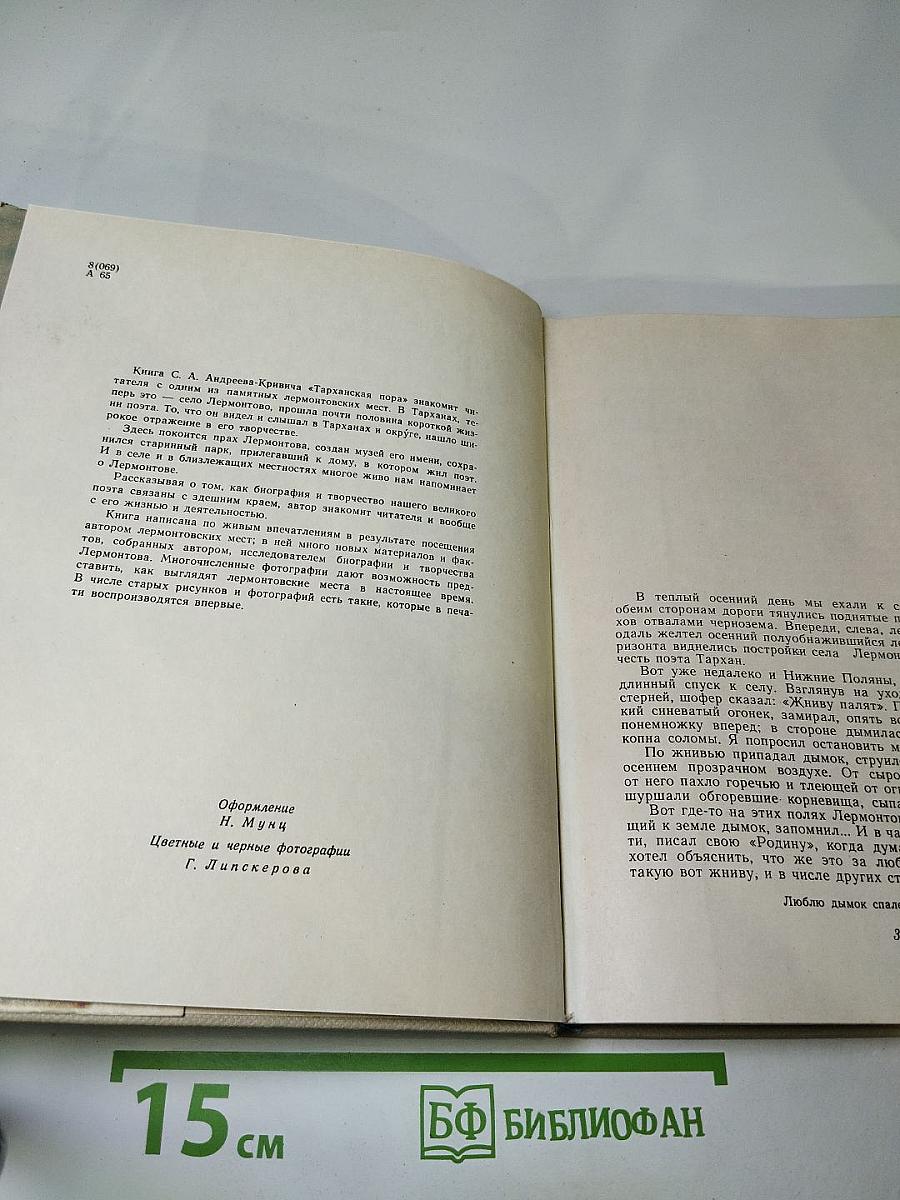 8(069)
А 65
Книга С. А. Андреева-Кривича «Тарханская пора» знакомит чи-
тателя с одним из памятных лермонтовских мест. В Тарханах, те-
перь это — село Лермонтово, прошла почти половина короткой жиз-
ни поэта. То, что он видел и слышал в Тарханах и округе, нашло ши-
рокое отражение в его творчестве.
Здесь покоится прах Лермонтова, создан музей его имени, сохра-
нился старинный парк, прилегавший к дому, в котором жил поэт.
И в селе и в близлежащих местностях многое живо нам напоминает
о Лермонтове.
Рассказывая о том, как биография и творчество нашего великого
поэта связаны с здешним краем, автор знакомит читателя и вообще
с его жизнью и деятельностью.
Книга написана по живым впечатлениям в результате посещения
автором лермонтовских мест; в ней много новых материалов и фак-
тов, собранных автором, исследователем биографии и творчества
Лермонтова. Многочисленные фотографии дают возможность пред-
ставить, как выглядят лермонтовские места в настоящее время.
В числе старых рисунков и фотографий есть такие, которые в печа-
ти воспроизводятся впервые.
Оформление
Н. Мунц
Цветные и черные фотографии
Г. Липскерова
В теплый осенний день мы ехали к с
обеим сторонам дороги тянулись поднятые п
хов отвалами чернозема. Впереди, слева, ле
одаль желтел осенний полуобнажившийся ле
ризонта виднелись постройки села Лермон
честь поэта Тархан.
Вот уже недалеко и Нижние Поляны,
длинный спуск к селу. Взглянув на ухо
стерней, шофер сказал: «Жниву палят». П
кий синеватый огонек, замирал, опять вс
понемножку вперед; в стороне дымилас
копна соломы. Я попросил остановить м
По жнивью припадал дымок, струил
осеннем прозрачном воздухе. От сыро
от него пахло горечью и тлеющей от ог
шуршали обгоревшие корневища, сыпа
Вот где-то на этих полях Лермонто
щий к земле дымок, запомнил... И в ча
ти, писал свою «Родину», когда дума
хотел объяснить, что же это за люб
такую вот жниву, и в числе других ст
Люблю дымок спале
3
15 см
БФ БИБЛИОФАН